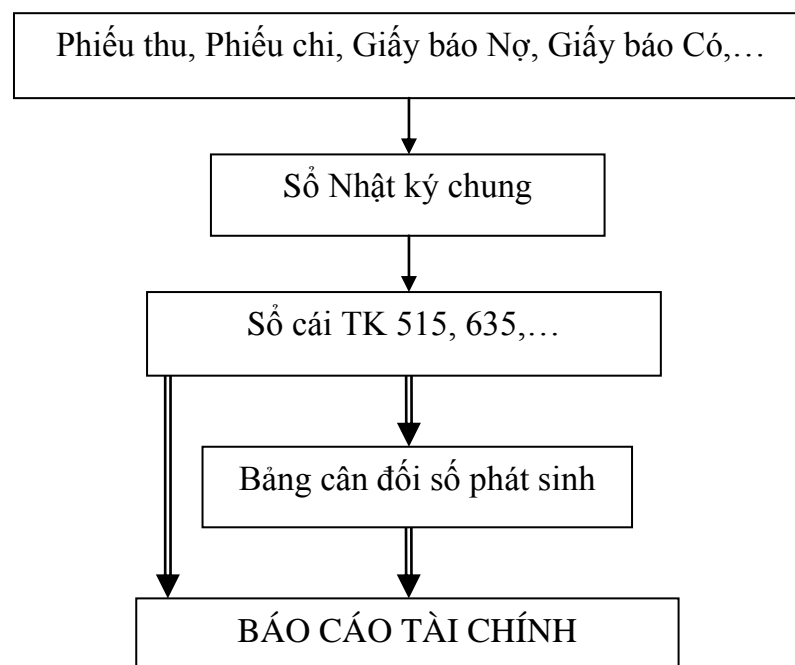 Phiếu thu, Phiếu chi, Giấy báo Nợ, Giấy báo Có,…
Sổ Nhật ký chung
Sổ cái TK 515, 635,…
Bảng cân đối số phát sinh
BÁO CÁO TÀI CHÍNH